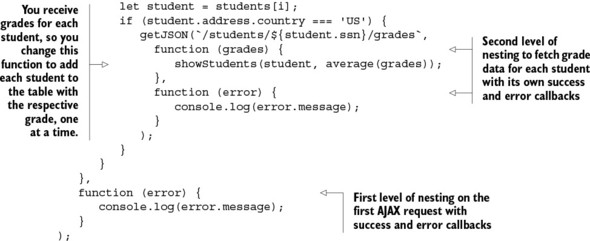 You receive
grades for each
student, so you
change this
function to add
each student to
the table with
the respective
grade, one
at a time.
let student = students[i];
if (student.address.country === 'US') {
getJSON(`/students/${student.ssn}/grades`,
function (grades) {
showStudents(student, average(grades));
},
function (error) {
console.log(error.message);
}
);
}
}
},
function (error) {
console.log(error.message);
}
);
Second level of
nesting to fetch grade
data for each student
with its own success
and error callbacks
First level of nesting on the
first AJAX request with
success and error callbacks